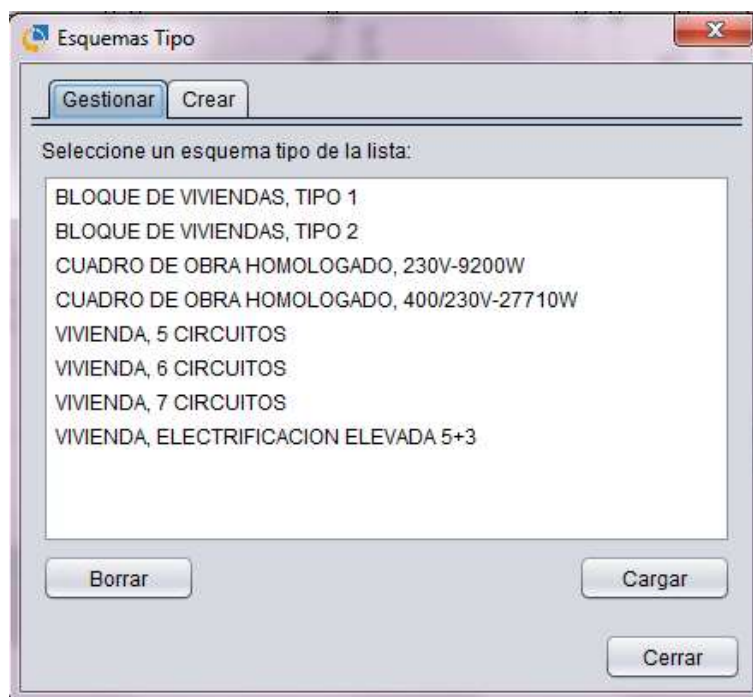 Esquemas Tipo
Gestionar Crear
Seleccione un esquema tipo de la lista:
BLOQUE DE VIVIENDAS, TIPO 1
BLOQUE DE VIVIENDAS, TIPO 2
CUADRO DE OBRA HOMOLOGADO, 230V-9200W
CUADRO DE OBRA HOMOLOGADO, 400/230V-27710W
VIVIENDA, 5 CIRCUITOS
VIVIENDA, 6 CIRCUITOS
VIVIENDA, 7 CIRCUITOS
VIVIENDA, ELECTRIFICACION ELEVADA 5+3
Borrar Cargar
Cerrar